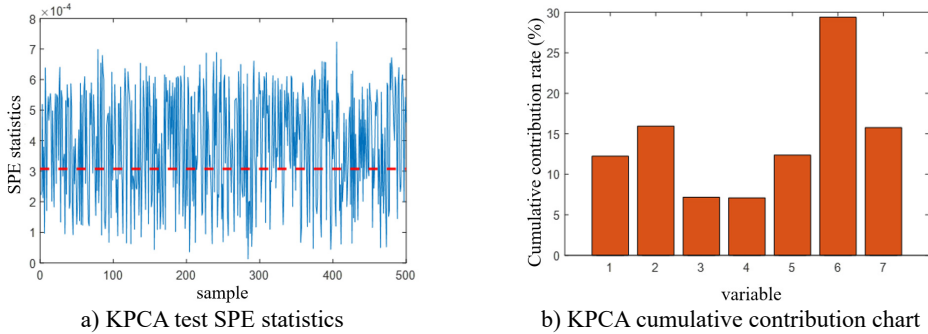 ×10⁻⁴
8
7
6
5
4
3
2
1
0
SPE statistics
0 100 200 300 400 500
sample
a) KPCA test SPE statistics
30
25
20
15
10
5
0
Cumulative contribution rate (%)
1 2 3 4 5 6 7
variable
b) KPCA cumulative contribution chart